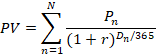 PV = \sum_{n=1}^{N} \frac{P_n}{(1 + r)^{D_n/365}}